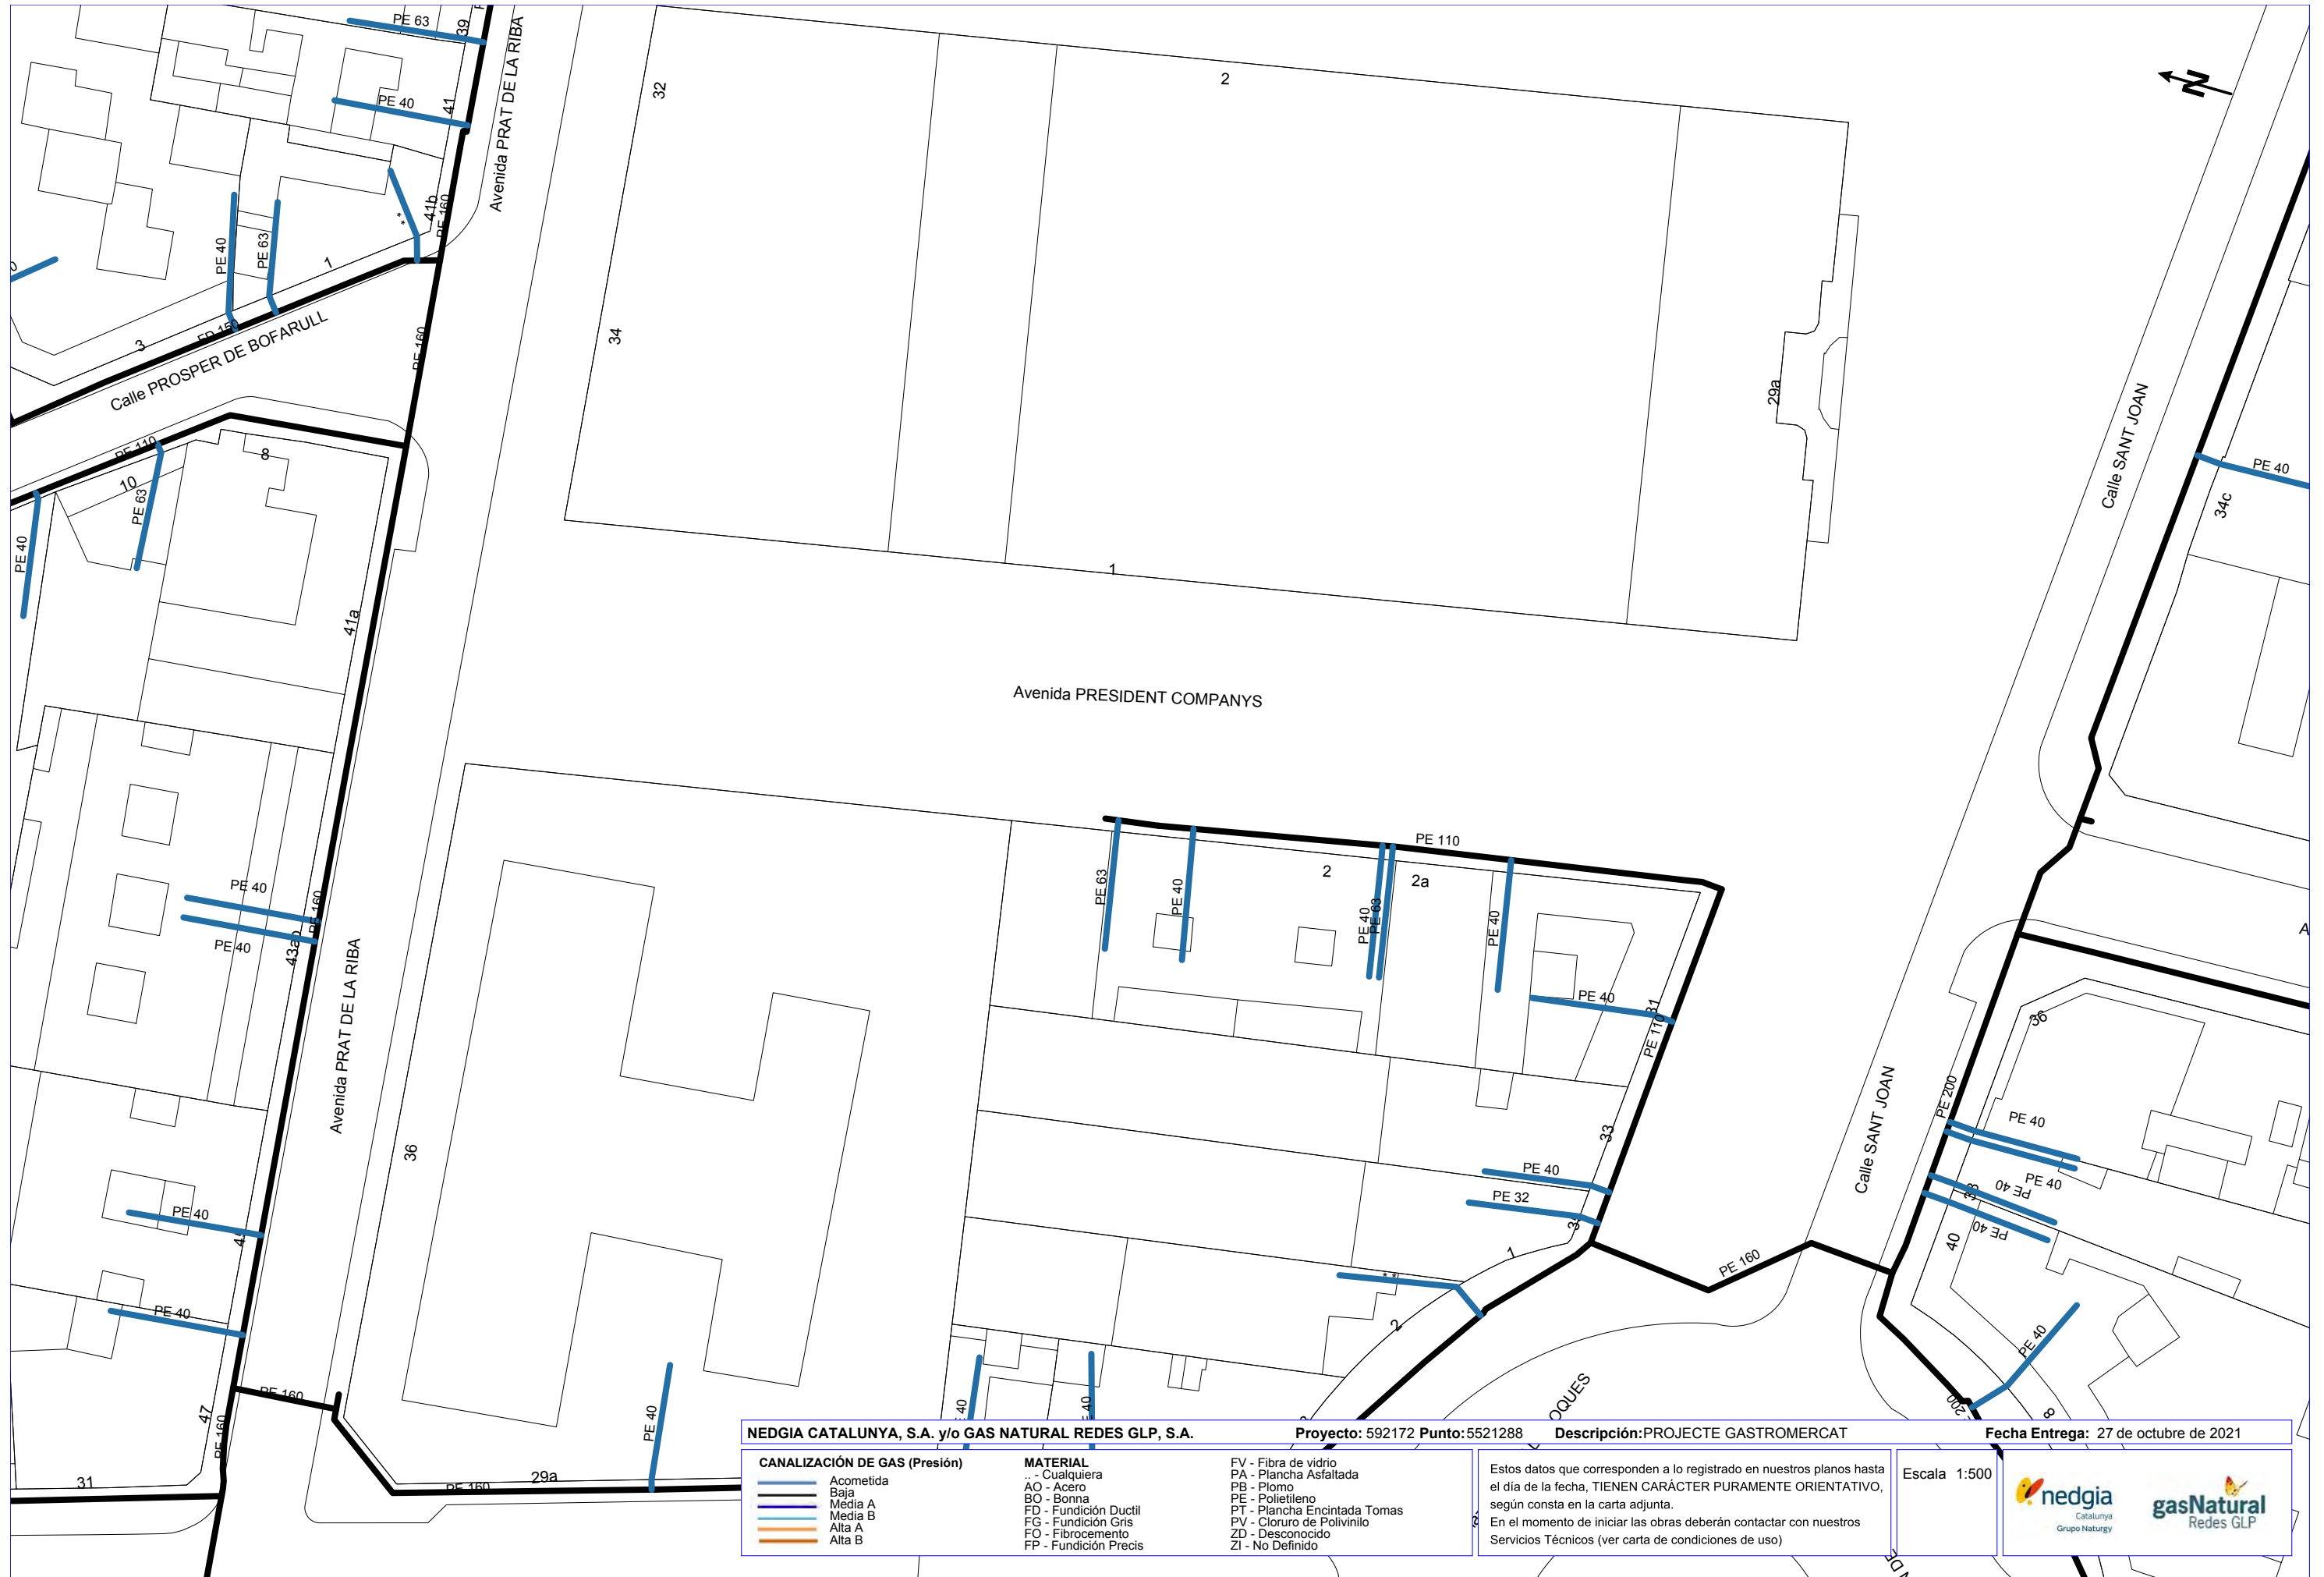 PE 63
39
PE 40
41
Avenida PRAT DE LA RIBA
32
2
N
41b
PE 160
**
PE 40
PE 63
1
FD 150
3
Calle PROSPER DE BOFARULL
PE 160
34
29a
Calle SANT JOAN
PE 40
34c
PE 110
8
10
PE 63
PE 40
41a
1
Avenida PRESIDENT COMPANYS
PE 110
2
2a
PE 63
PE 40
PE 40
PE 63
PE 40
PE 40
31
PE 110
PE 40
PE 160
PE 40
Avenida PRAT DE LA RIBA
36
36
PE 200
PE 40
PE 40
PE 40
PE 40
40
Calle SANT JOAN
33
PE 40
PE 32
1
PE 160
**
2
PE 40
PE 40
PE 40
PE 160
47
PE 160
31
29a
PE 160
PE 40
40
40
OQUES
200
8
NEDGIA CATALUNYA, S.A. y/o GAS NATURAL REDES GLP, S.A. Proyecto: 592172 Punto:5521288 Descripción:PROJECTE GASTROMERCAT Fecha Entrega: 27 de octubre de 2021
CANALIZACIÓN DE GAS (Presión)
Acometida
Baja
Media A
Media B
Alta A
Alta B
MATERIAL
.. - Cualquiera
AO - Acero
BO - Bonna
FD - Fundición Ductil
FG - Fundición Gris
FO - Fibrocemento
FP - Fundición Precis
FV - Fibra de vidrio
PA - Plancha Asfaltada
PB - Plomo
PE - Polietileno
PT - Plancha Encintada Tomas
PV - Cloruro de Polivinilo
ZD - Desconocido
ZI - No Definido
Estos datos que corresponden a lo registrado en nuestros planos hasta
el día de la fecha, TIENEN CARÁCTER PURAMENTE ORIENTATIVO,
según consta en la carta adjunta.
En el momento de iniciar las obras deberán contactar con nuestros
Servicios Técnicos (ver carta de condiciones de uso)
Escala 1:500
nedgia
Catalunya
Grupo Naturgy
gasNatural
Redes GLP